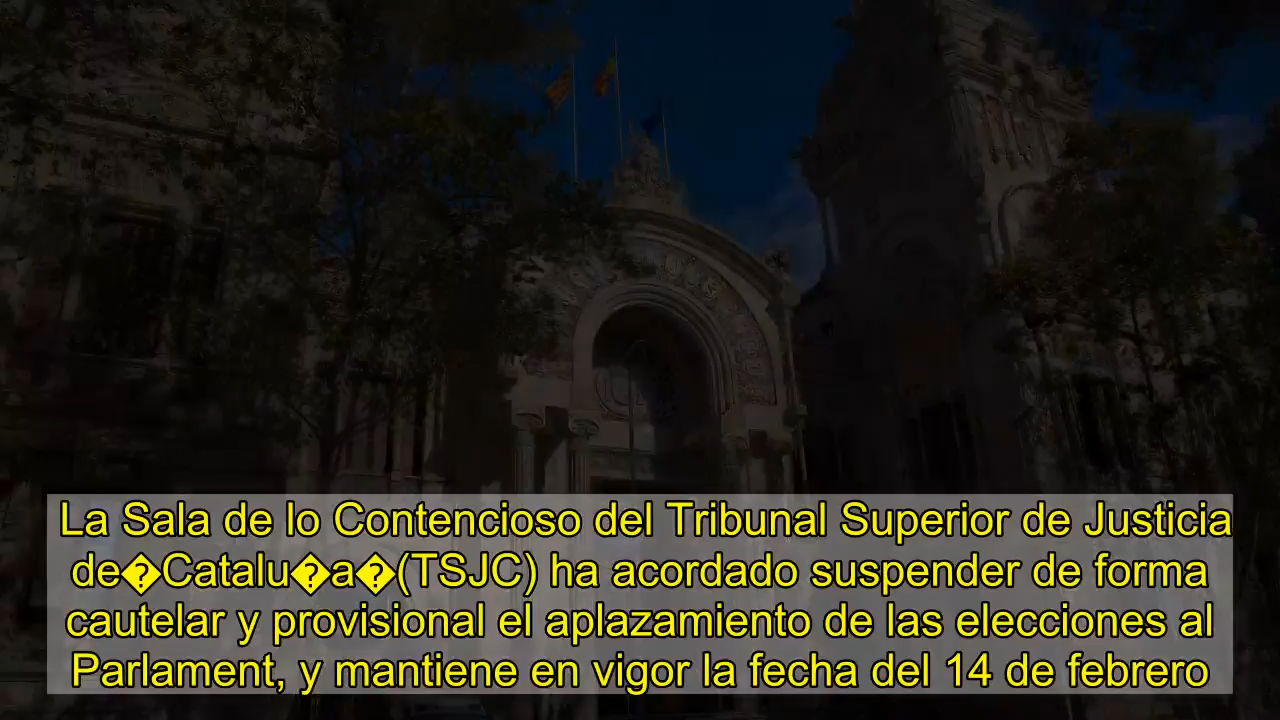 La Sala de lo Contencioso del Tribunal Superior de Justicia
de�Catalu�a�(TSJC) ha acordado suspender de forma
cautelar y provisional el aplazamiento de las elecciones al
Parlament, y mantiene en vigor la fecha del 14 de febrero